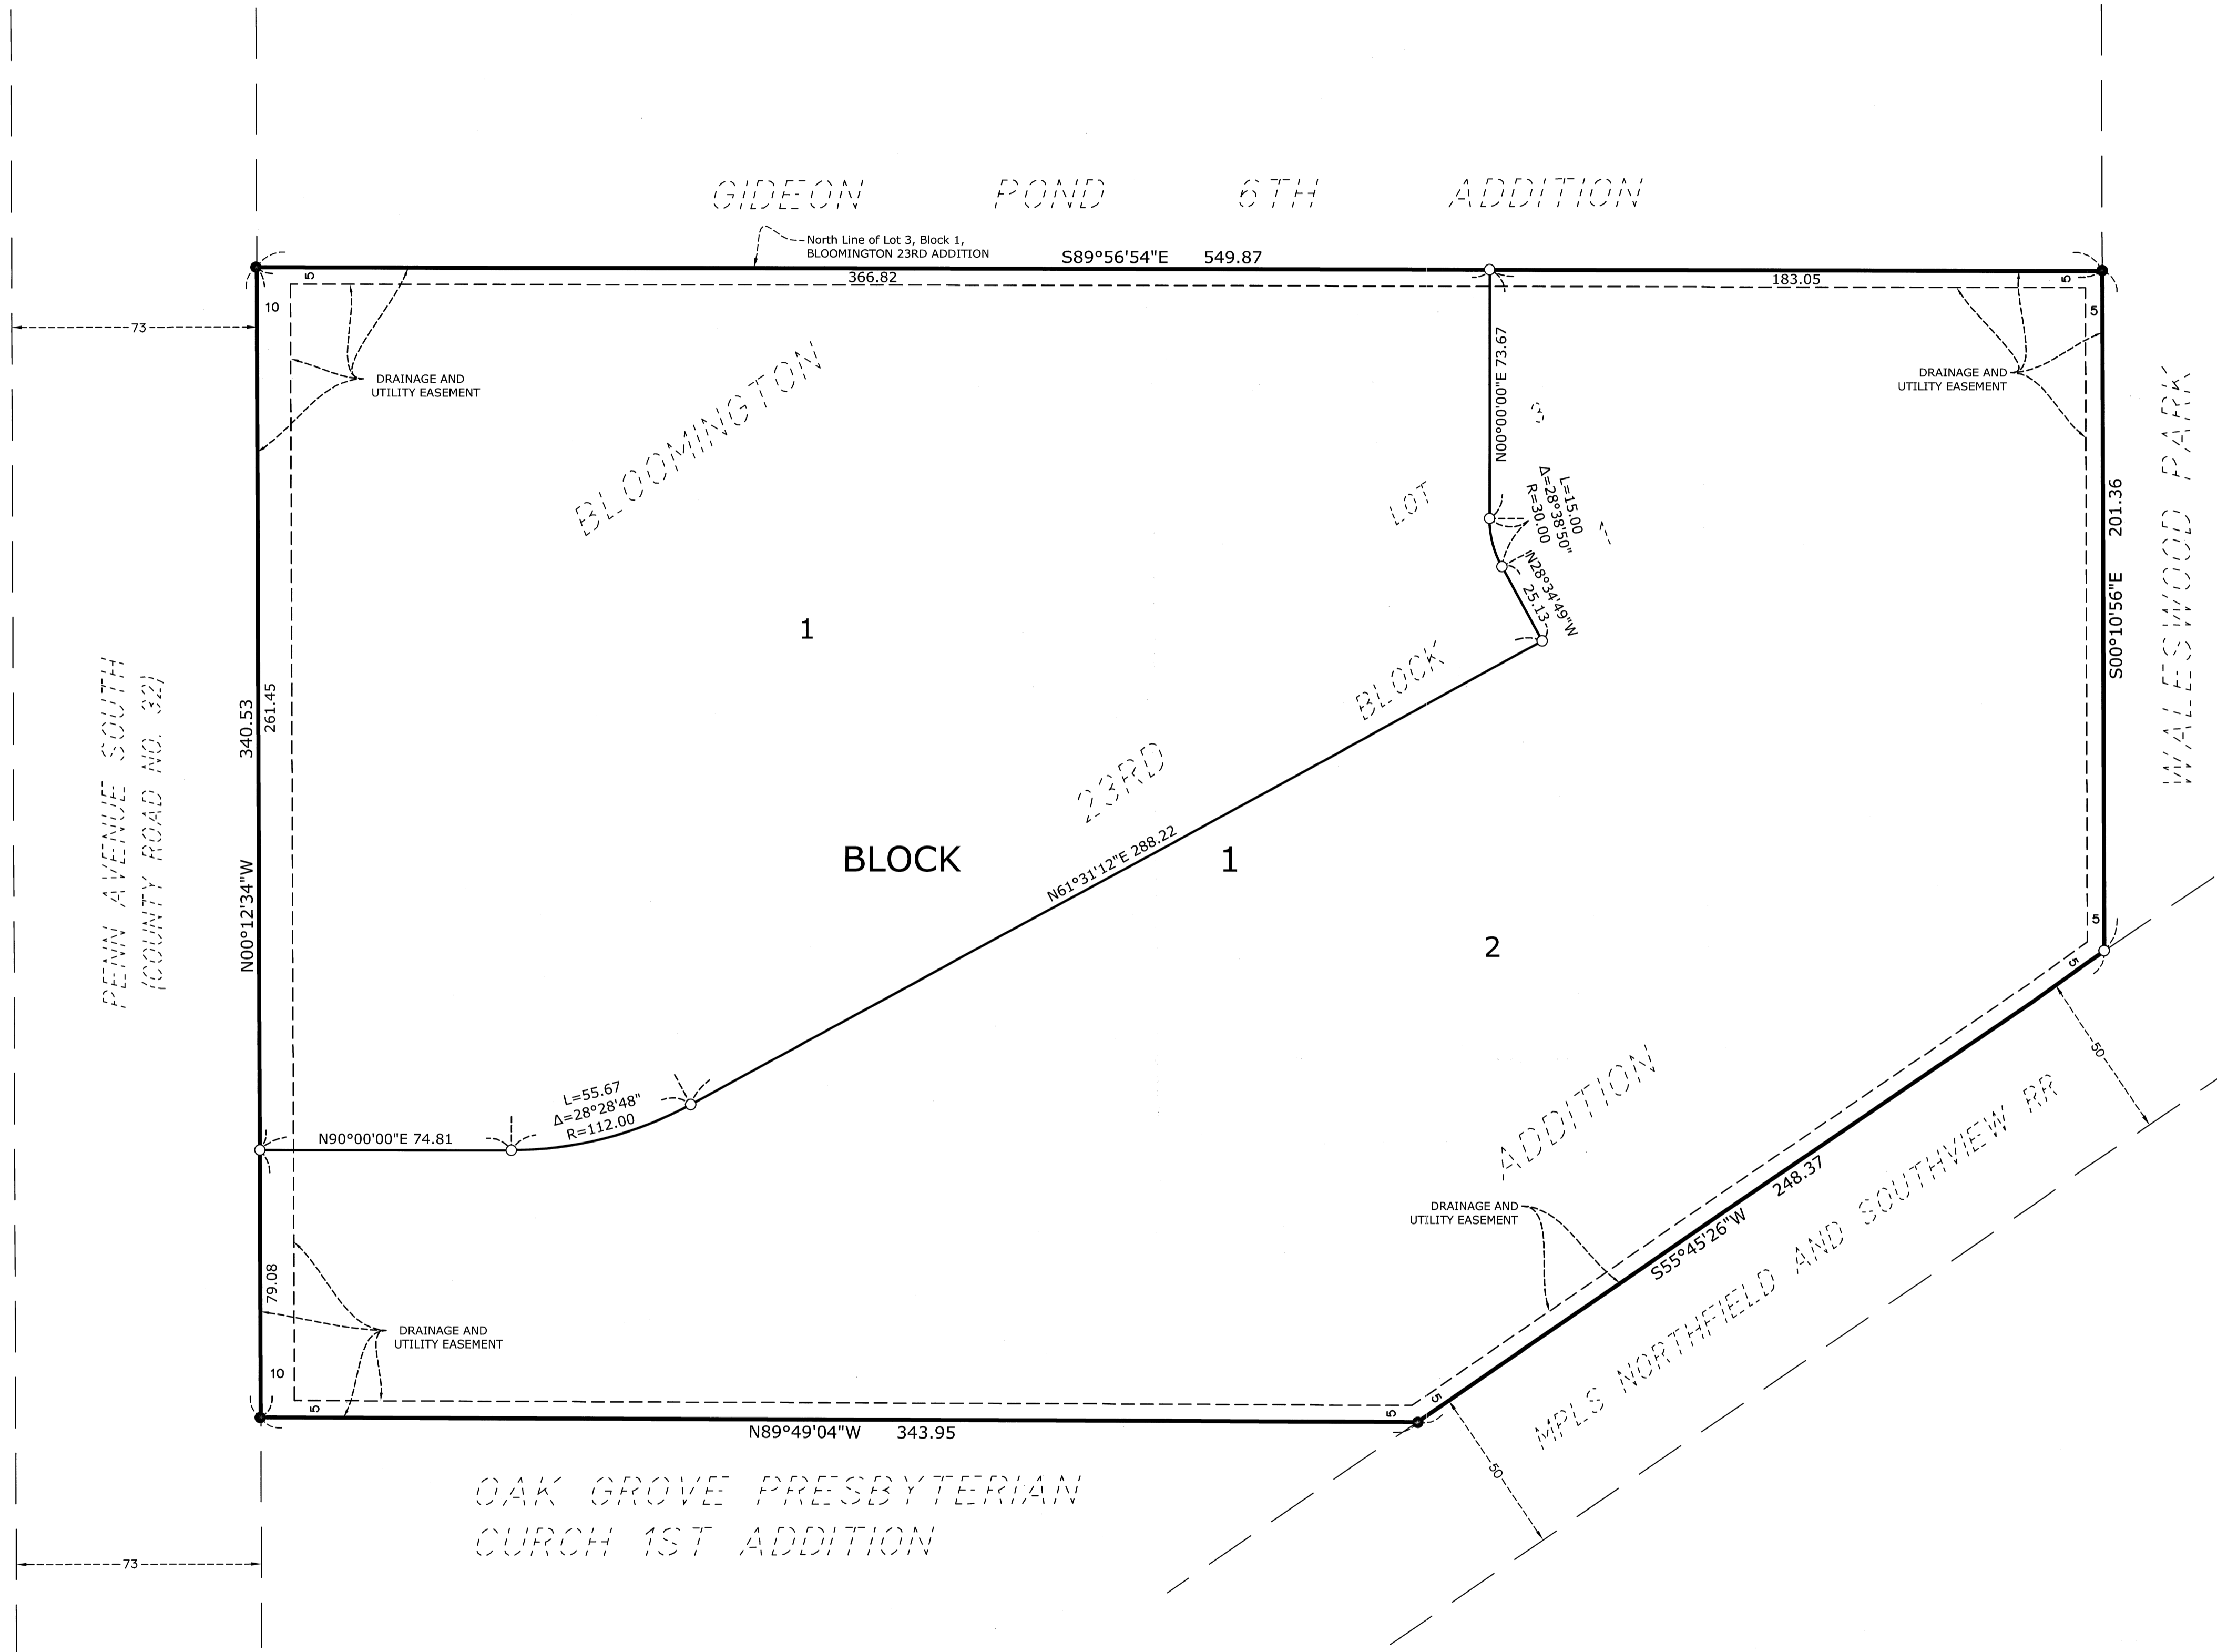 GIDEON POND 6TH ADDITION
North Line of Lot 3, Block 1,
BLOOMINGTON 23RD ADDITION
S89°56'54"E 549.87
366.82
183.05
5
10
5
5
73
DRAINAGE AND
UTILITY EASEMENT
DRAINAGE AND
UTILITY EASEMENT
BLOOMINGTON
N00°00'00"E 73.67
3
LOT
L=15.00
Δ=28°38'50"
R=30.00
1
N28°34'49"W
25.13
201.36
S00°10'56"E
WALESWOOD PARK
1
PENN AVENUE SOUTH
(COUNTY ROAD NO. 32)
340.53
261.45
N00°12'34"W
BLOCK
23RD
N61°31'12"E 288.22
BLOCK 1
2
5
5
50
L=55.67
Δ=28°28'48"
R=112.00
N90°00'00"E 74.81
ADDITION
248.37
S55°45'26"W
MPLS NORTHFIELD AND SOUTHVIEW RR
DRAINAGE AND
UTILITY EASEMENT
79.08
DRAINAGE AND
UTILITY EASEMENT
10
5
5
5
N89°49'04"W 343.95
50
OAK GROVE PRESBYTERIAN
CURCH 1ST ADDITION
73